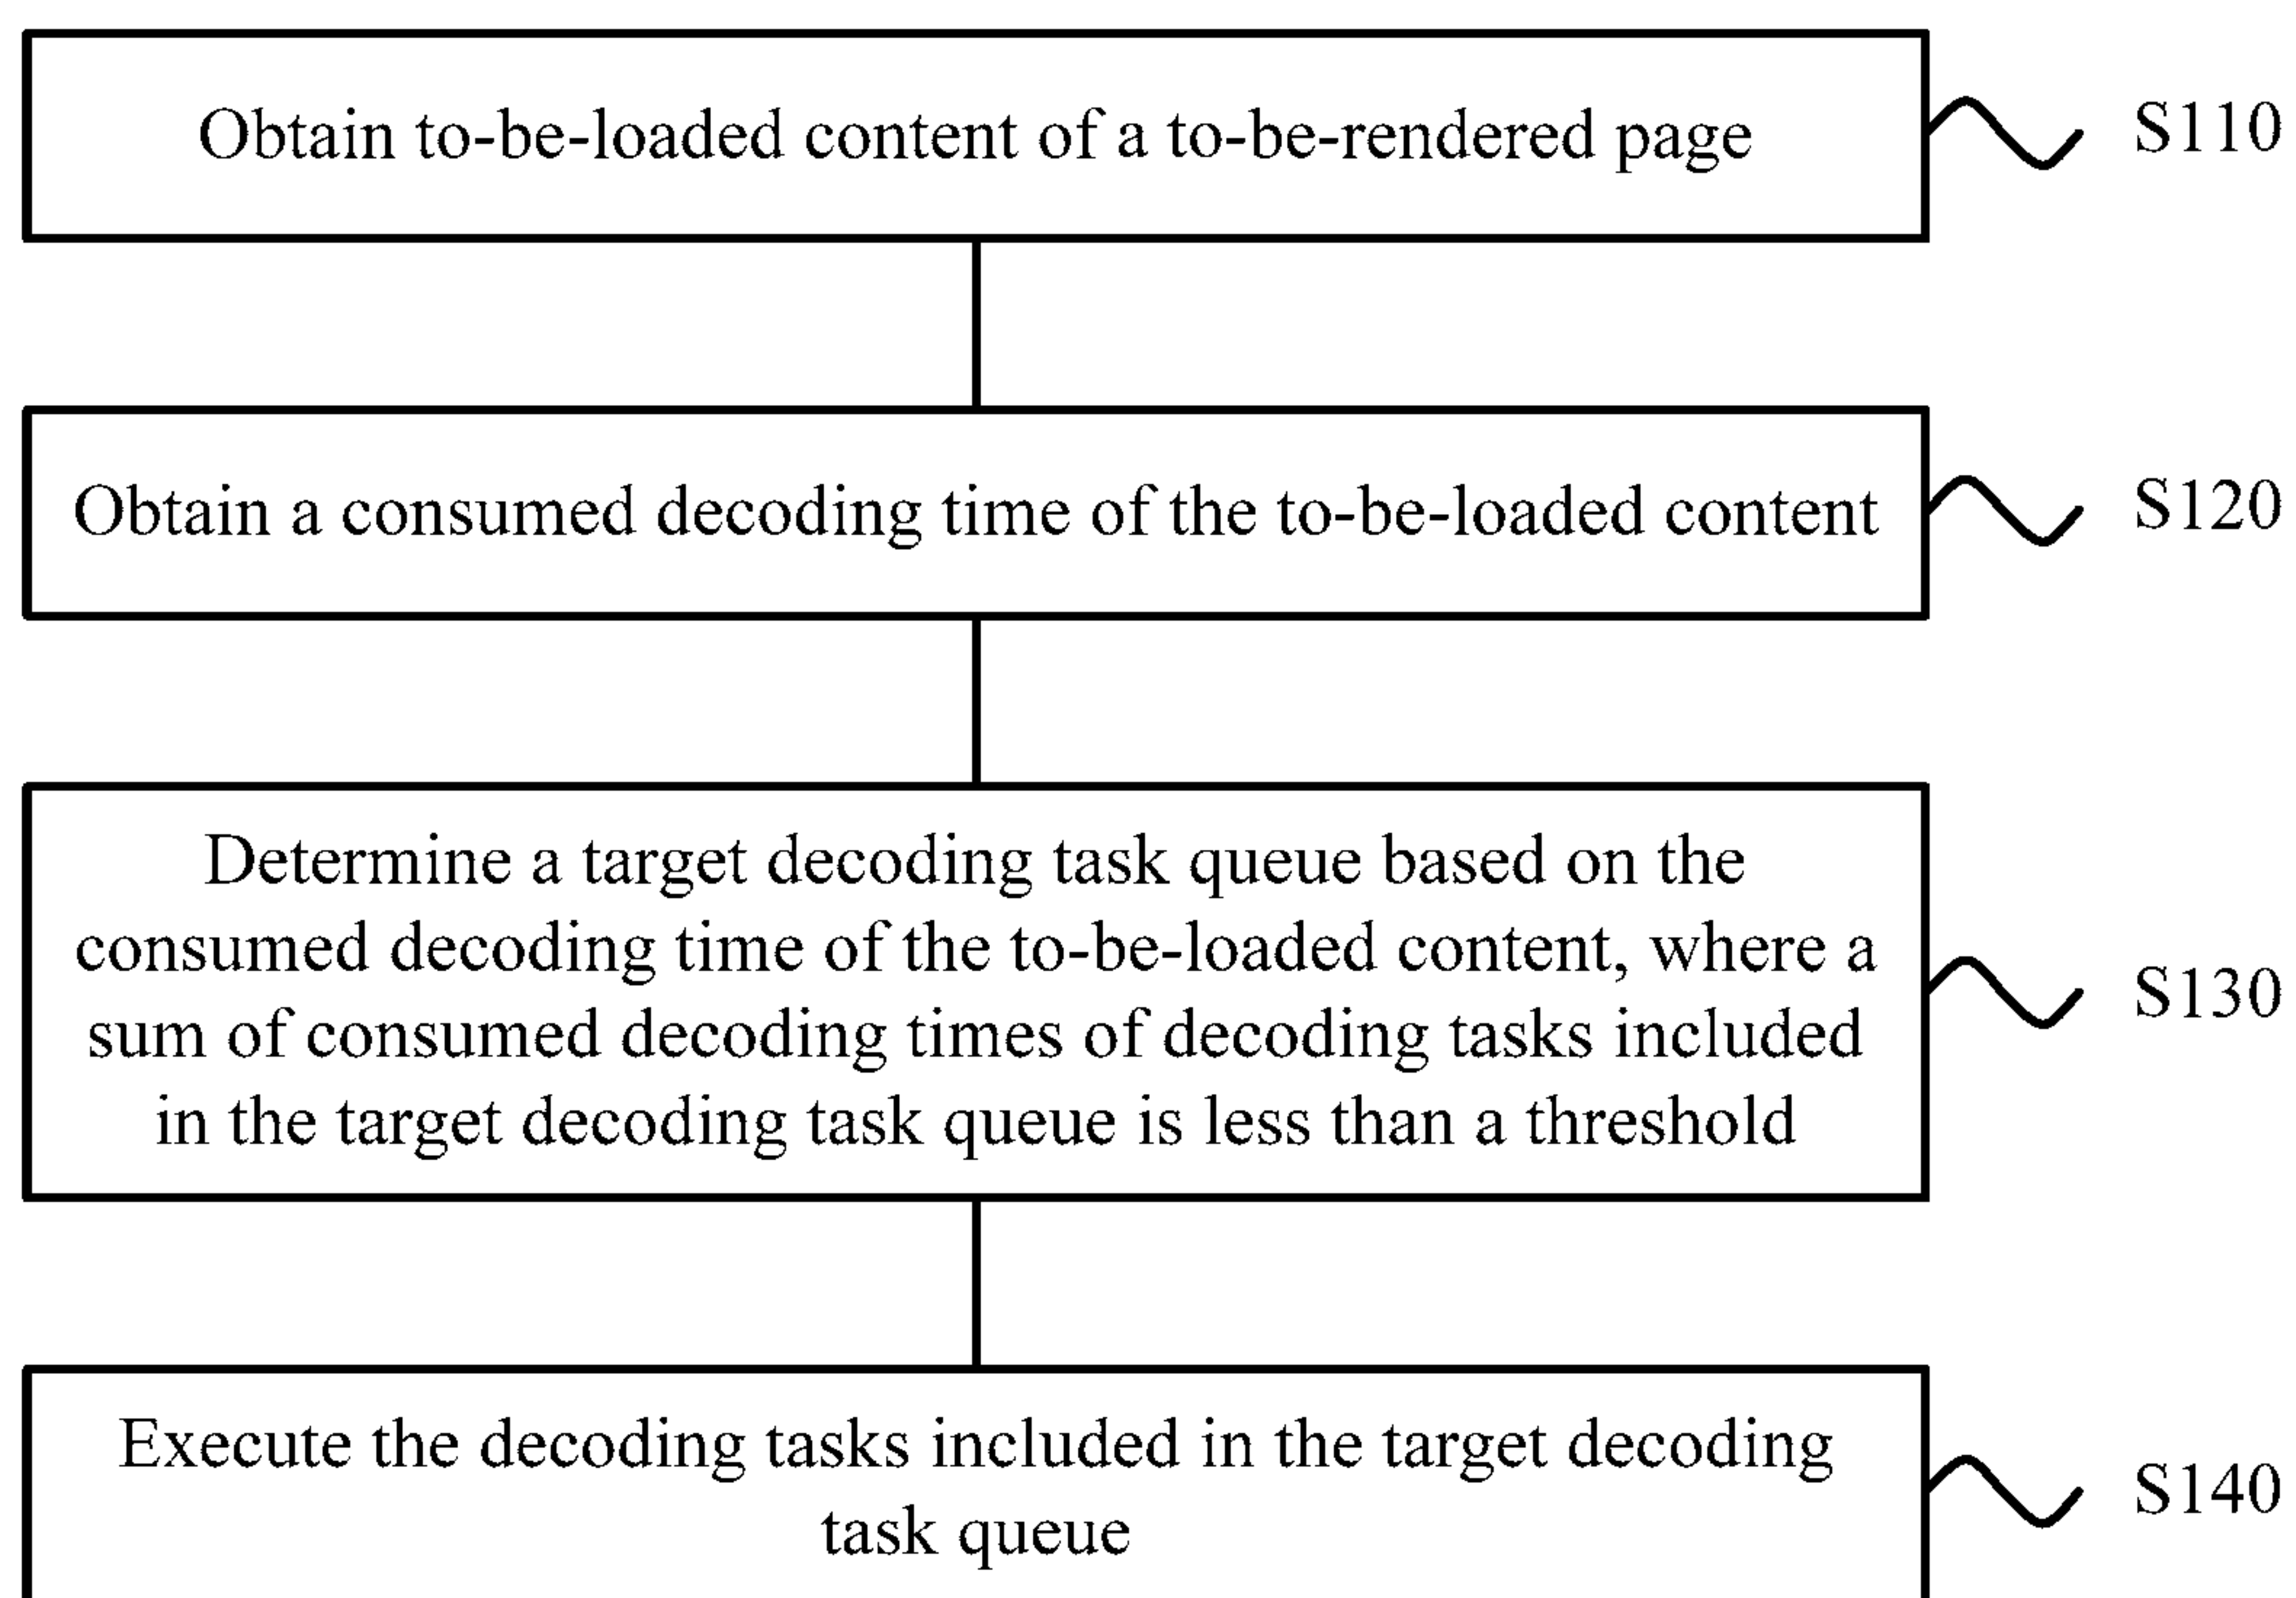 Obtain to-be-loaded content of a to-be-rendered page
S110
Obtain a consumed decoding time of the to-be-loaded content
S120
Determine a target decoding task queue based on the
consumed decoding time of the to-be-loaded content, where a
sum of consumed decoding times of decoding tasks included
in the target decoding task queue is less than a threshold
S130
Execute the decoding tasks included in the target decoding
task queue
S140